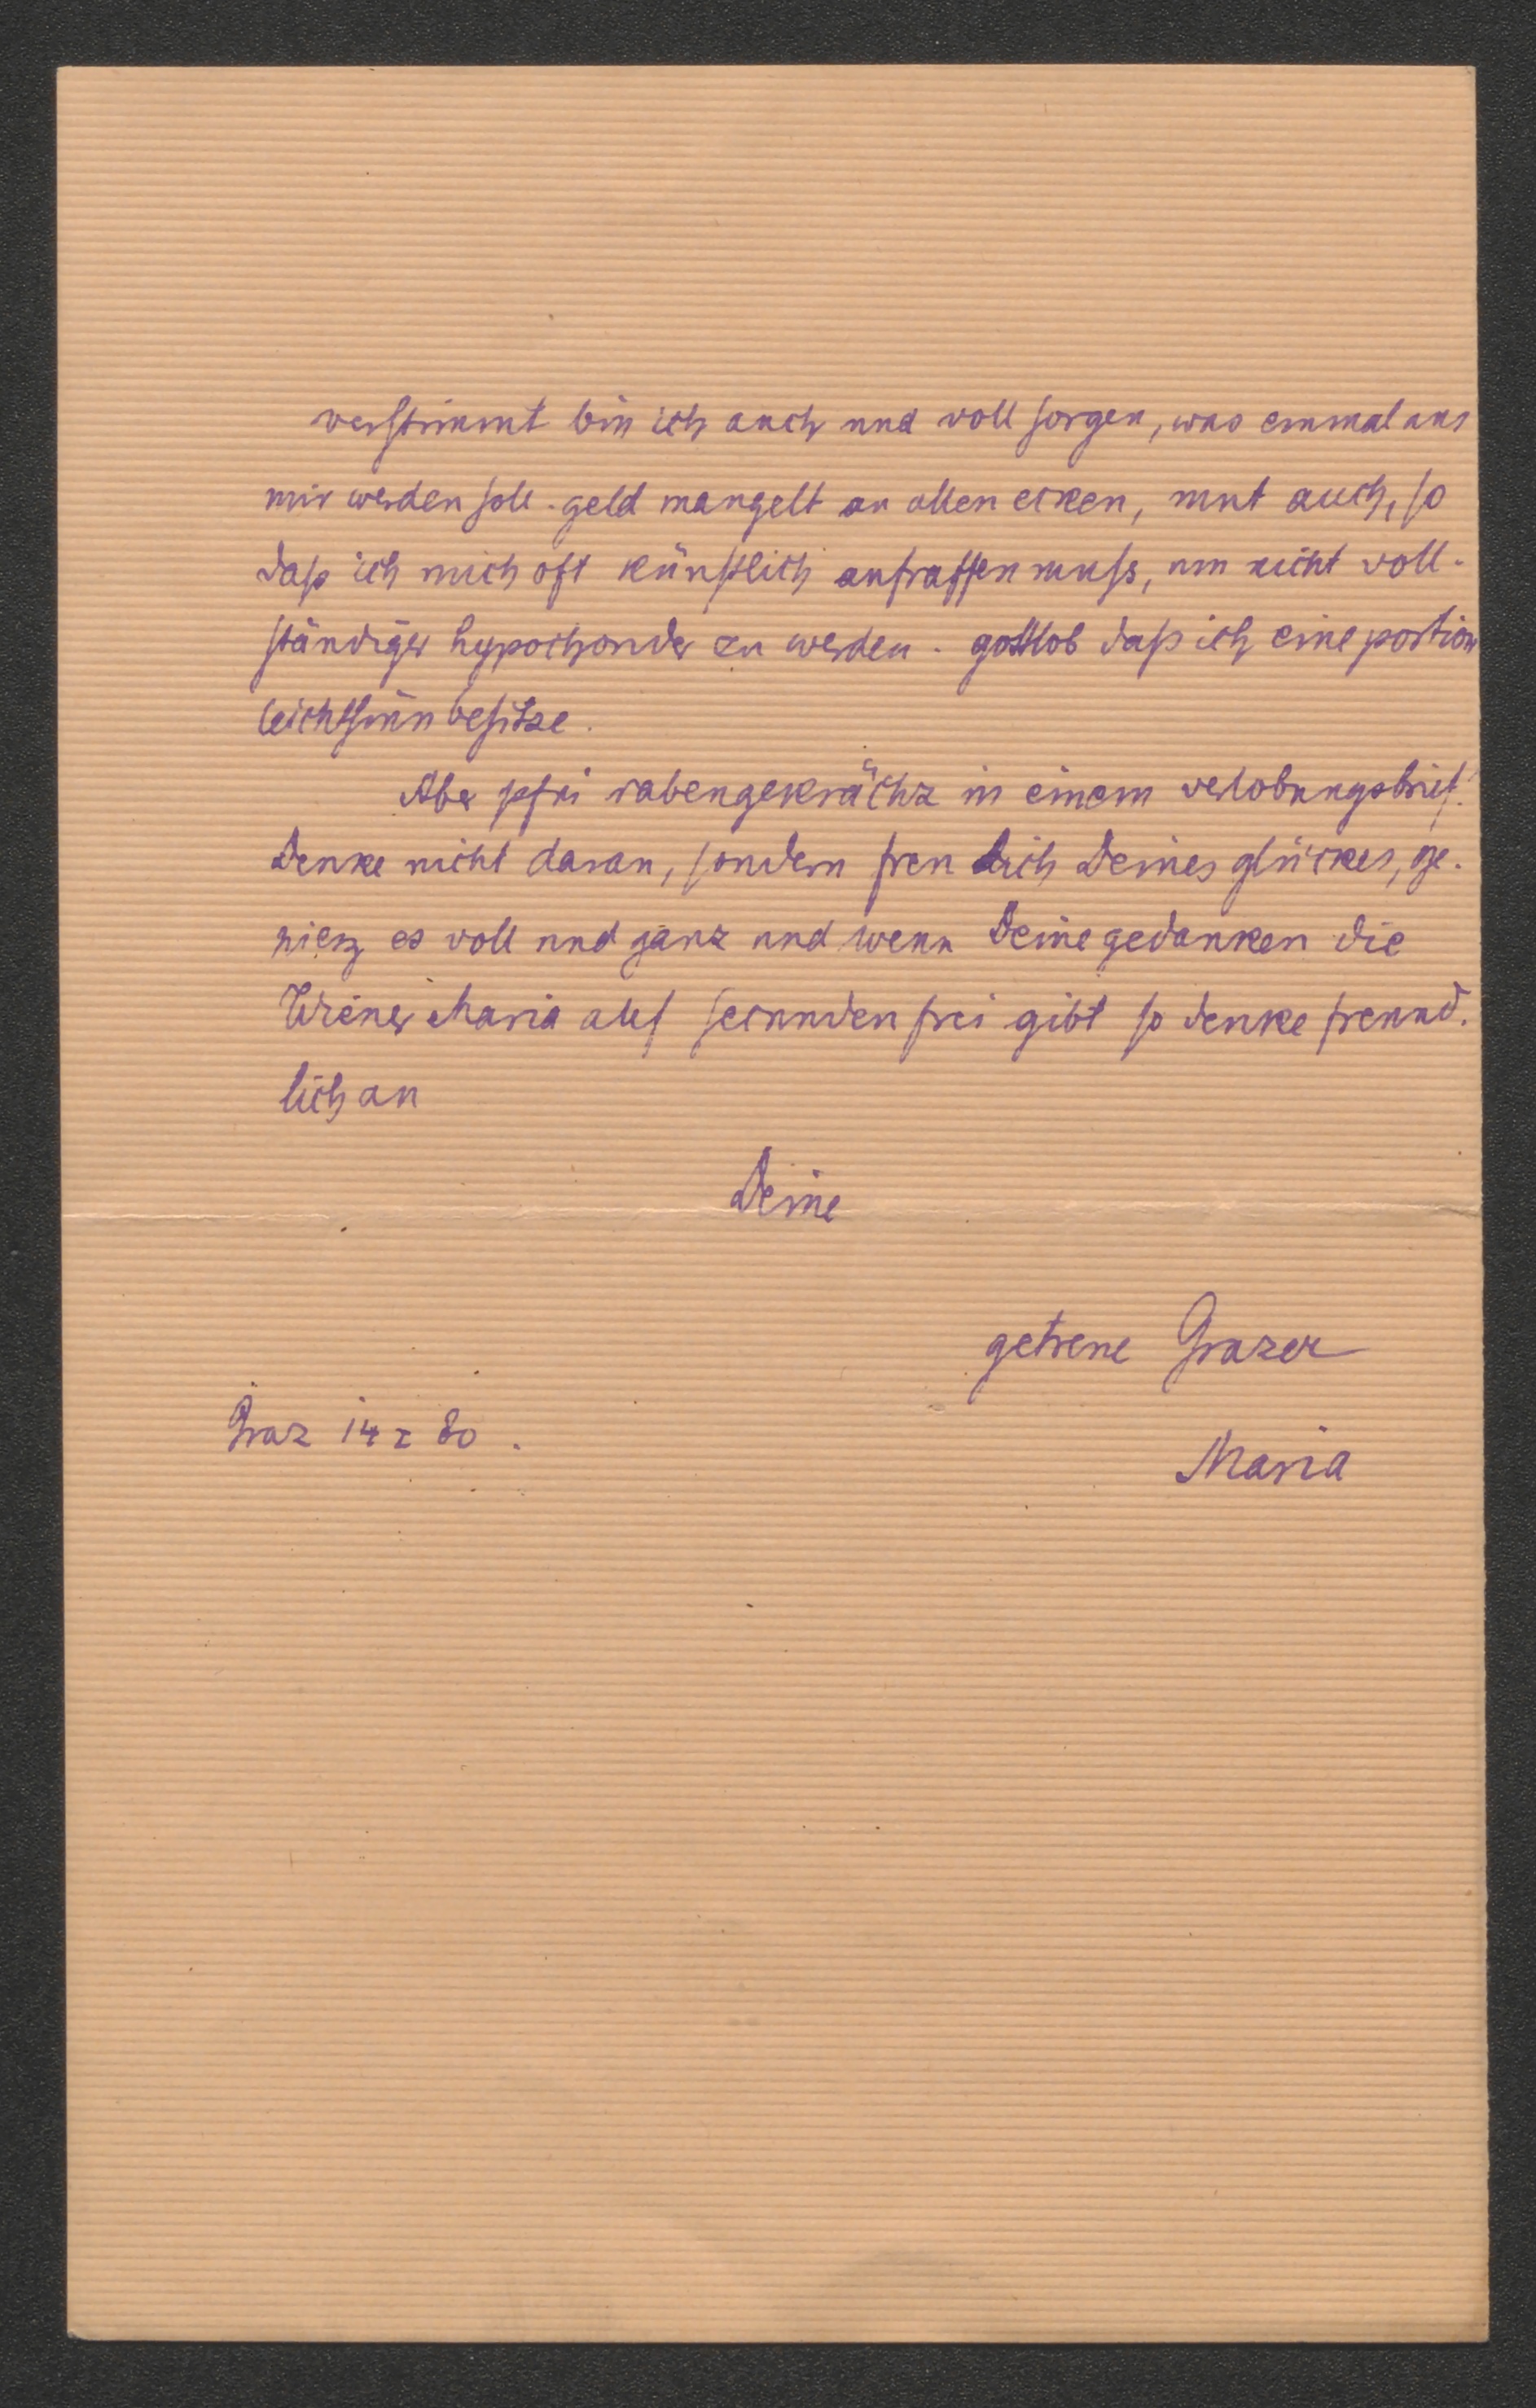 verstimmt bin ich auch und voll sorgen, was einmal aus
mir werden soll. geld mangelt an allen ecken, mut auch, so
daß ich mich oft künstlich aufraffen muss, um nicht voll-
ständiger hypochonder zu werden. gottlob daß ich eine portion
leichtsinn besitze.
Aber pfui rabengekrächz in einem verlobungsbrief!
Denke nicht daran, sondern freu Dich Deines glückes, ge-
niesz es voll und ganz und wenn Deine gedanken die
Wiener Maria auf secunden frei gibt so denke freund-
lich an
Deine
getreue Grazer
Graz 14 I 80.
Maria